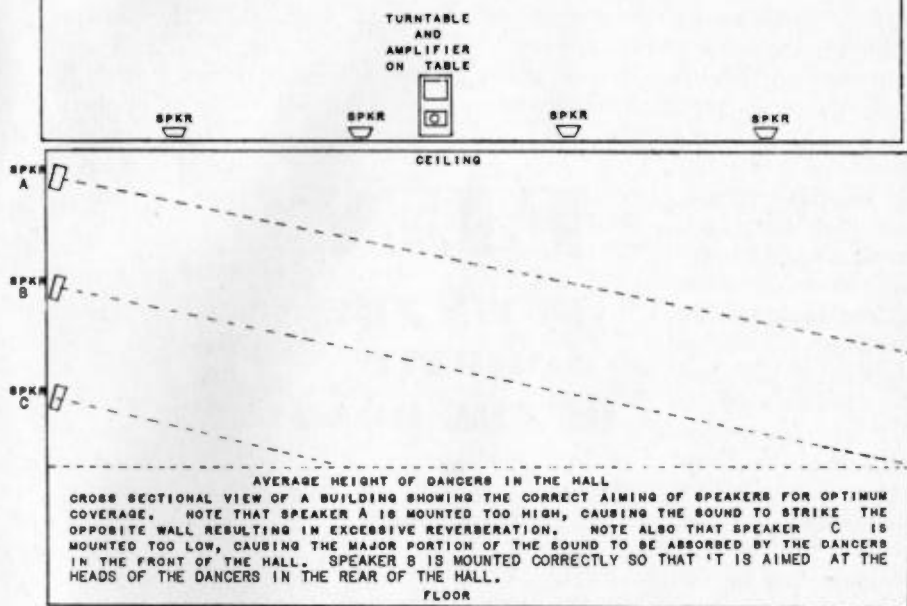 TURNTABLE
AND
AMPLIFIER
ON TABLE
SPKR SPKR SPKR SPKR
CEILING
SPKR
A
SPKR
B
SPKR
C
AVERAGE HEIGHT OF DANCERS IN THE HALL
CROSS SECTIONAL VIEW OF A BUILDING SHOWING THE CORRECT AIMING OF SPEAKERS FOR OPTIMUM
COVERAGE. NOTE THAT SPEAKER A IS MOUNTED TOO HIGH, CAUSING THE SOUND TO STRIKE THE
OPPOSITE WALL RESULTING IN EXCESSIVE REVERBERATION. NOTE ALSO THAT SPEAKER C IS
MOUNTED TOO LOW, CAUSING THE MAJOR PORTION OF THE SOUND TO BE ABSORBED BY THE DANCERS
IN THE FRONT OF THE HALL. SPEAKER B IS MOUNTED CORRECTLY SO THAT 'T IS AIMED AT THE
HEADS OF THE DANCERS IN THE REAR OF THE HALL.
FLOOR